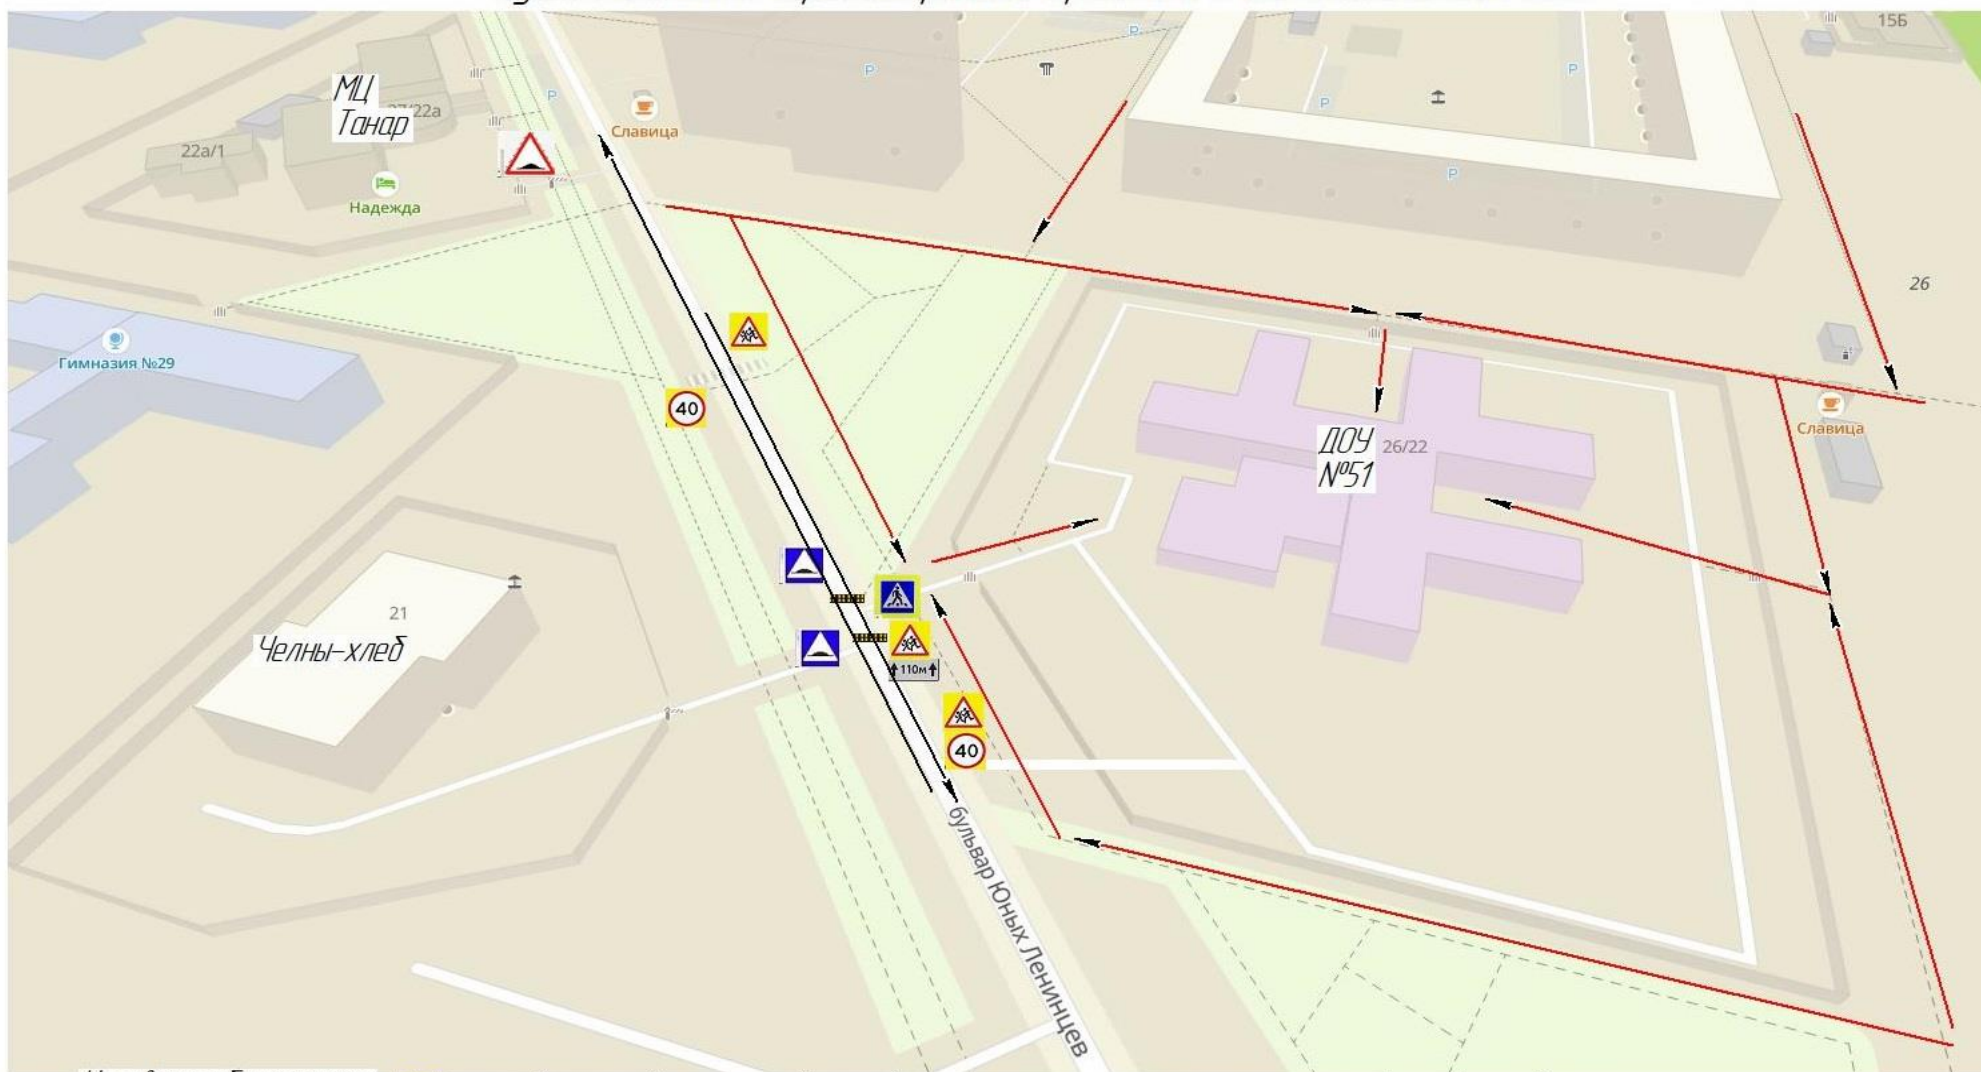 15Б
Р
Р
Р
Р
Р
Р
МЦ
Танар
27/22а
22а/1
Славица
Надежда
26
Гимназия №29
40
Славица
ДОУ
№51
26/22
21
Челны-хлеб
110м
40
бульвар Юных Ленинцев